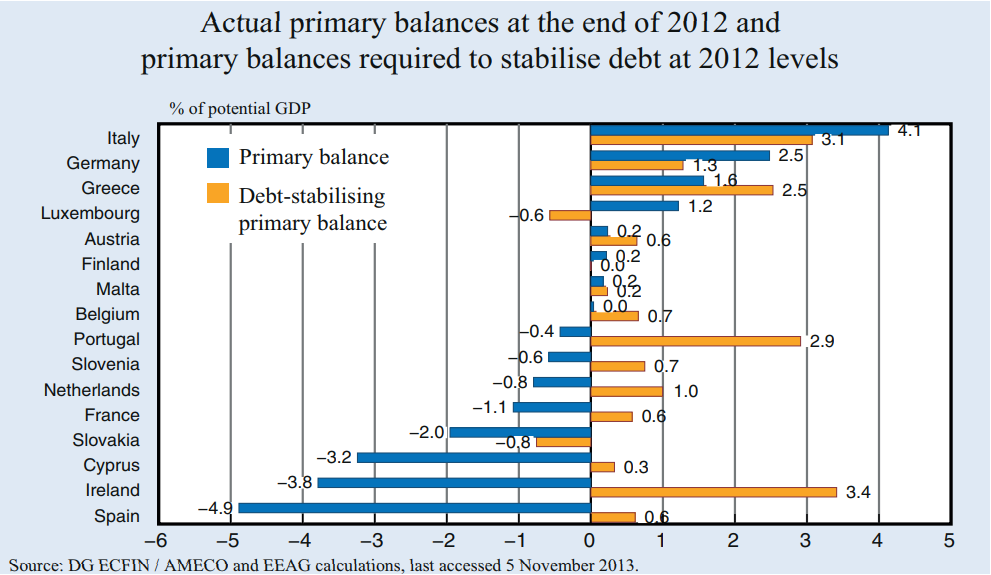 Actual primary balances at the end of 2012 and
primary balances required to stabilise debt at 2012 levels
% of potential GDP
Primary balance
Debt-stabilising
primary balance
Italy 4.1 3.1
Germany 2.5 1.3
Greece 1.6 2.5
Luxembourg −0.6 1.2
Austria 0.2 0.6
Finland 0.2 0.0
Malta 0.2 0.2
Belgium 0.0 0.7
Portugal −0.4 2.9
Slovenia −0.6 0.7
Netherlands −0.8 1.0
France −1.1 0.6
Slovakia −2.0 −0.8
Cyprus −3.2 0.3
Ireland −3.8 3.4
Spain −4.9 0.6
−6 −5 −4 −3 −2 −1 0 1 2 3 4 5
Source: DG ECFIN / AMECO and EEAG calculations, last accessed 5 November 2013.